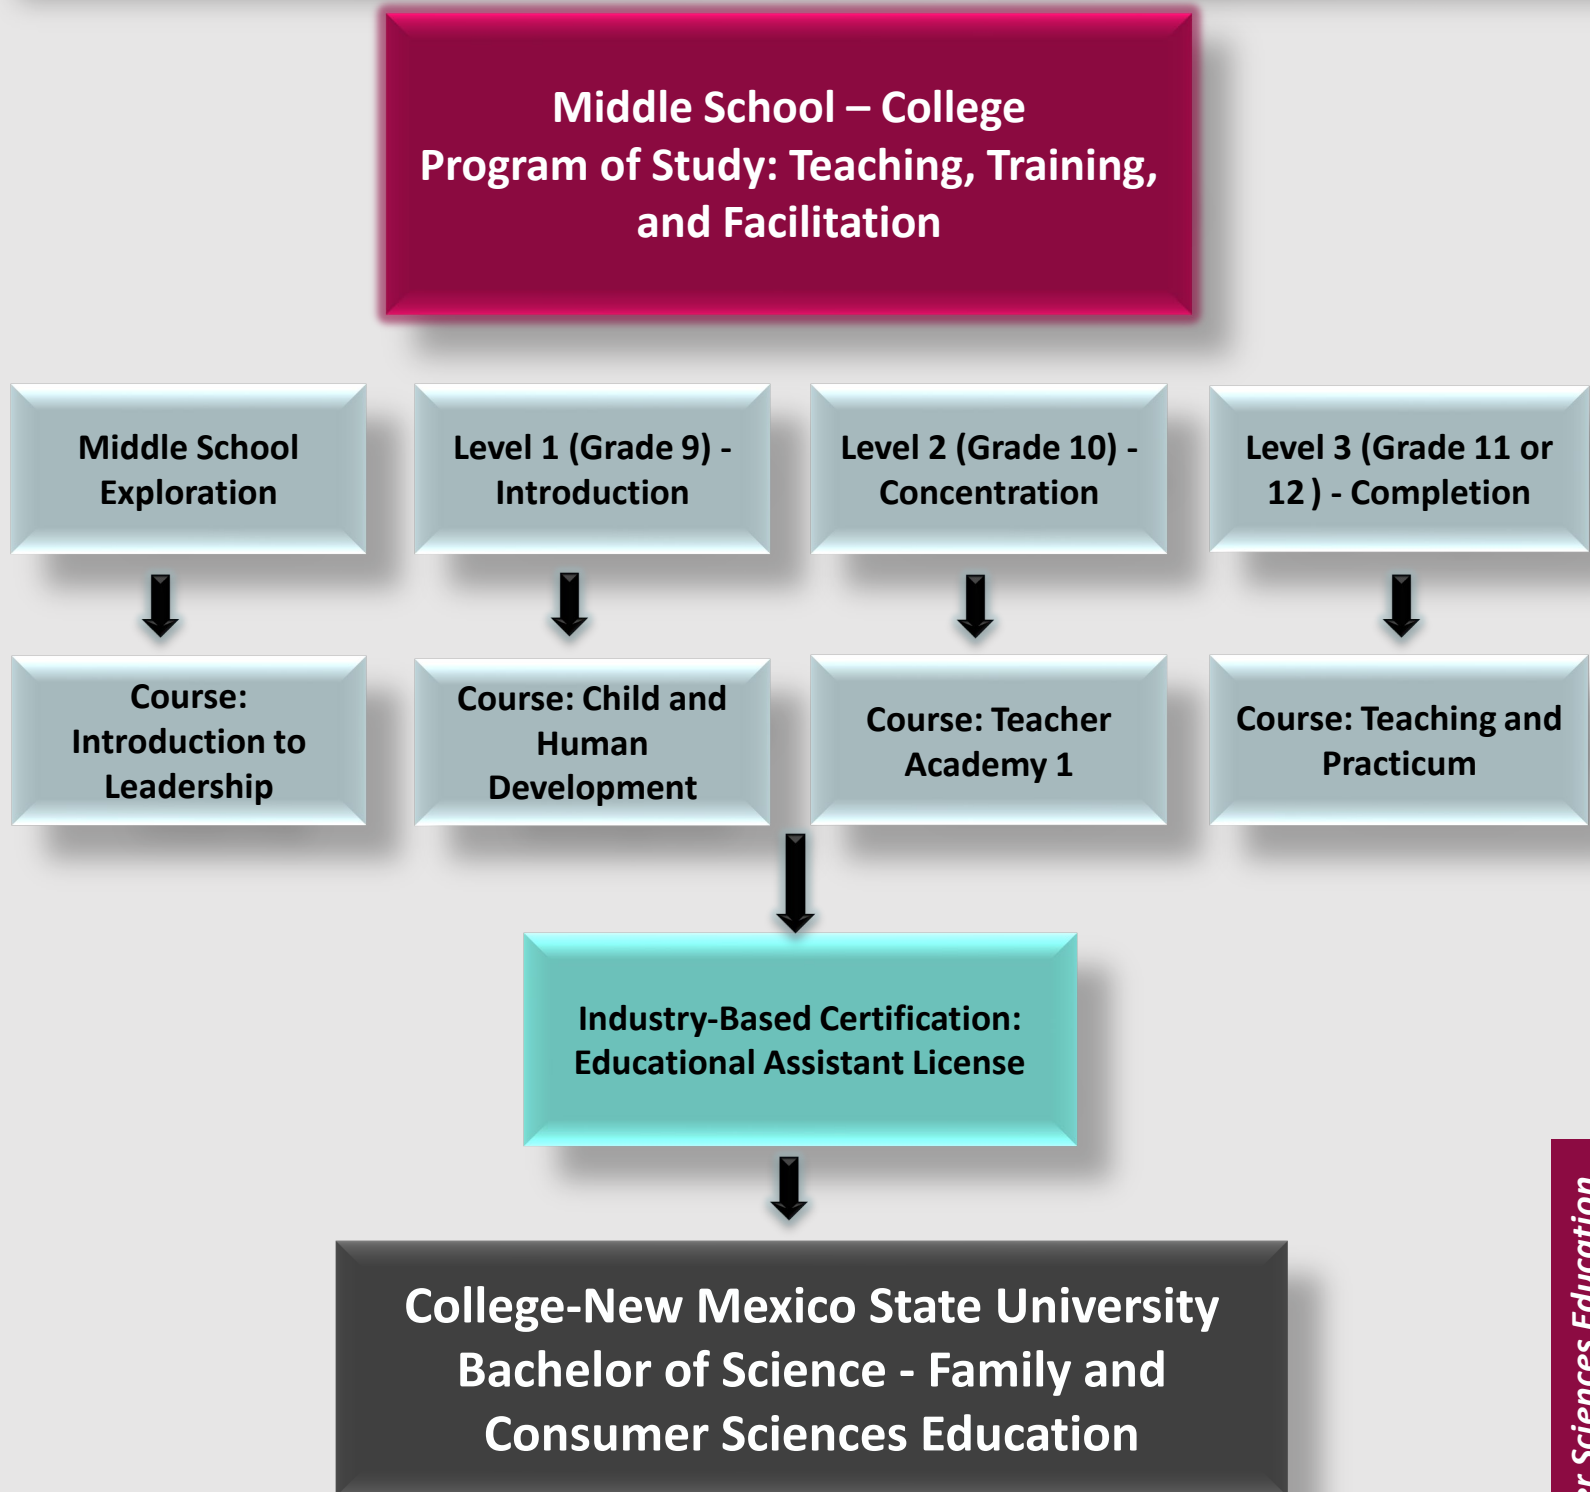 Middle School – College
Program of Study: Teaching, Training,
and Facilitation
Middle School
Exploration
Level 1 (Grade 9) -
Introduction
Level 2 (Grade 10) -
Concentration
Level 3 (Grade 11 or
12 ) - Completion
Course:
Introduction to
Leadership
Course: Child and
Human
Development
Course: Teacher
Academy 1
Course: Teaching and
Practicum
Industry-Based Certification:
Educational Assistant License
College-New Mexico State University
Bachelor of Science - Family and
Consumer Sciences Education
Sciences Education